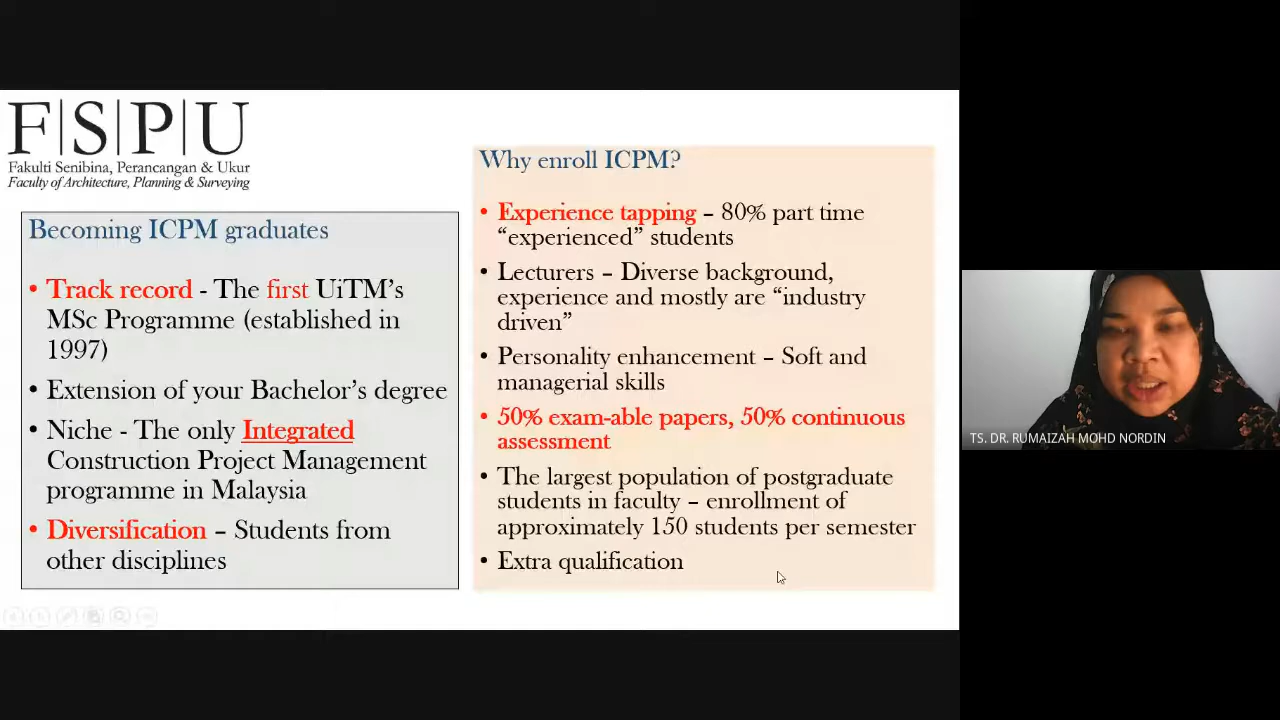 F|S|P|U
Fakulti Senibina, Perancangan & Ukur
Faculty of Architecture, Planning & Surveying
Becoming ICPM graduates
• Track record - The first UiTM's
MSc Programme (established in
1997)
• Extension of your Bachelor's degree
• Niche - The only Integrated
Construction Project Management
programme in Malaysia
• Diversification – Students from
other disciplines
Why enroll ICPM?
• Experience tapping – 80% part time
“experienced” students
• Lecturers – Diverse background,
experience and mostly are “industry
driven”
• Personality enhancement – Soft and
managerial skills
• 50% exam-able papers, 50% continuous
assessment
• The largest population of postgraduate
students in faculty – enrollment of
approximately 150 students per semester
• Extra qualification
TS. DR. RUMAIZAH MOHD NORDIN